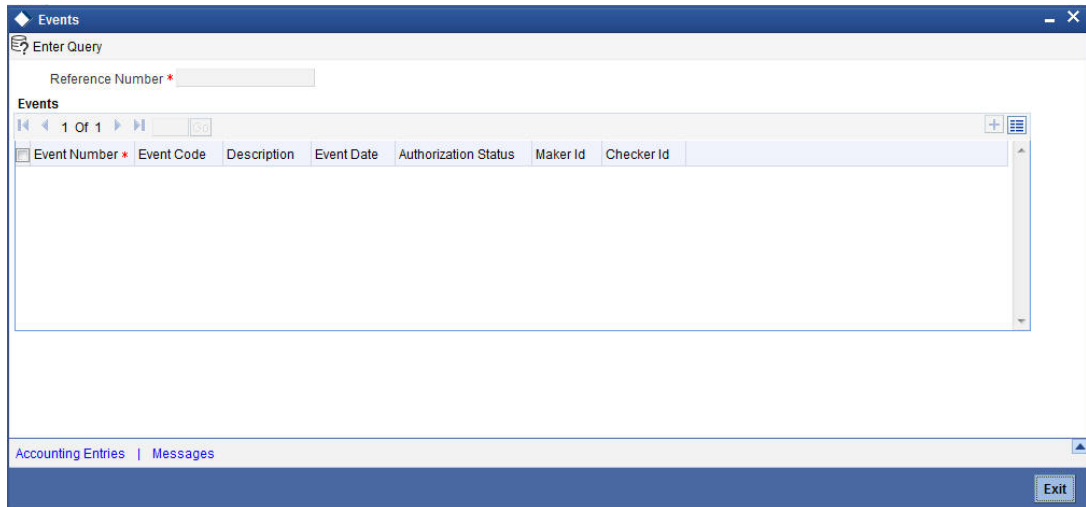 Events
Enter Query
Reference Number *
Events
1 Of 1 Go
Event Number * Event Code Description Event Date Authorization Status Maker Id Checker Id
Accounting Entries | Messages
Exit